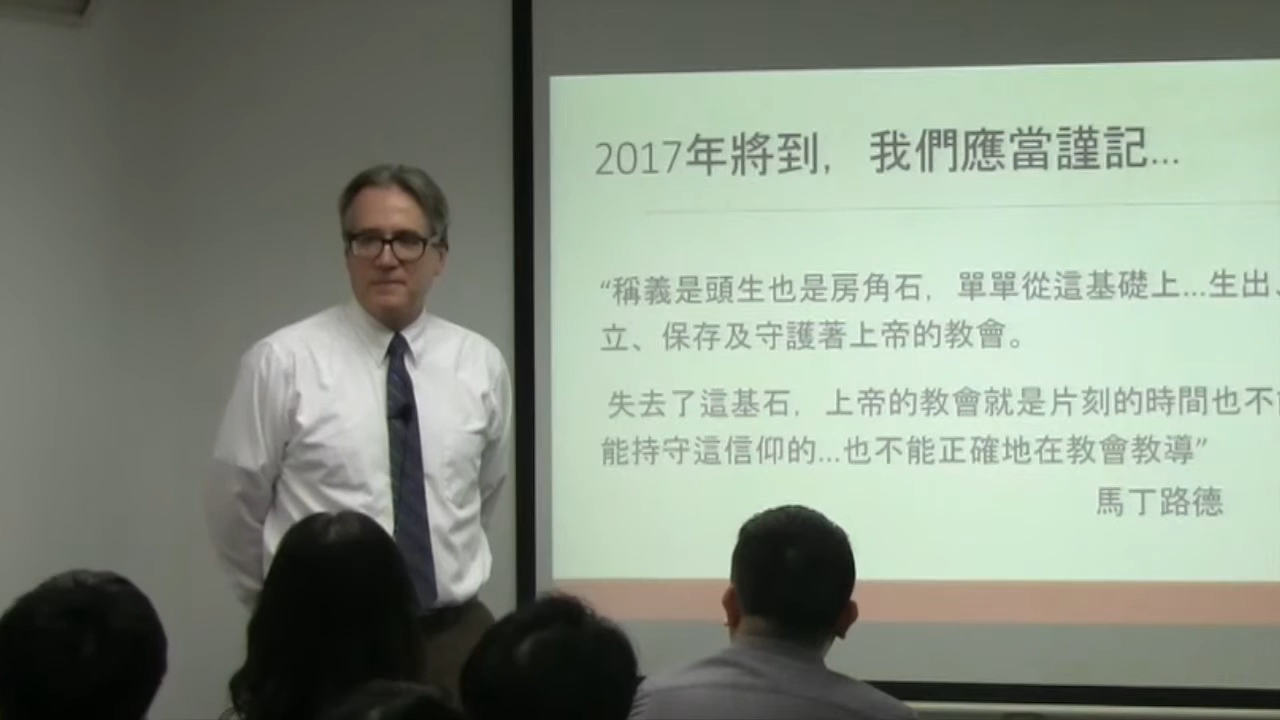 2017年將到，我們應當謹記...
“稱義是頭生也是房角石，單單從這基礎上...生出、
立、保存及守護著上帝的教會。
失去了這基石，上帝的教會就是片刻的時間也不
能持守這信仰的...也不能正確地在教會教導”
馬丁路德